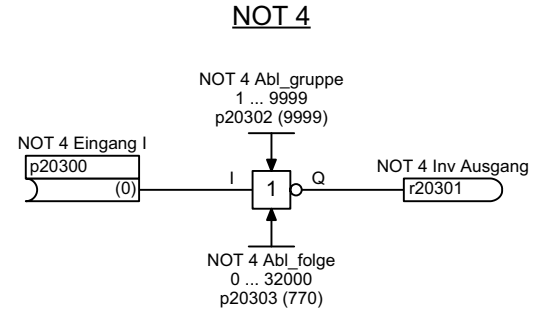 NOT 4
NOT 4 Abl_gruppe
1 ... 9999
p20302 (9999)
NOT 4 Eingang I
p20300
(0)
I
1
Q
NOT 4 Inv Ausgang
r20301
NOT 4 Abl_folge
0 ... 32000
p20303 (770)